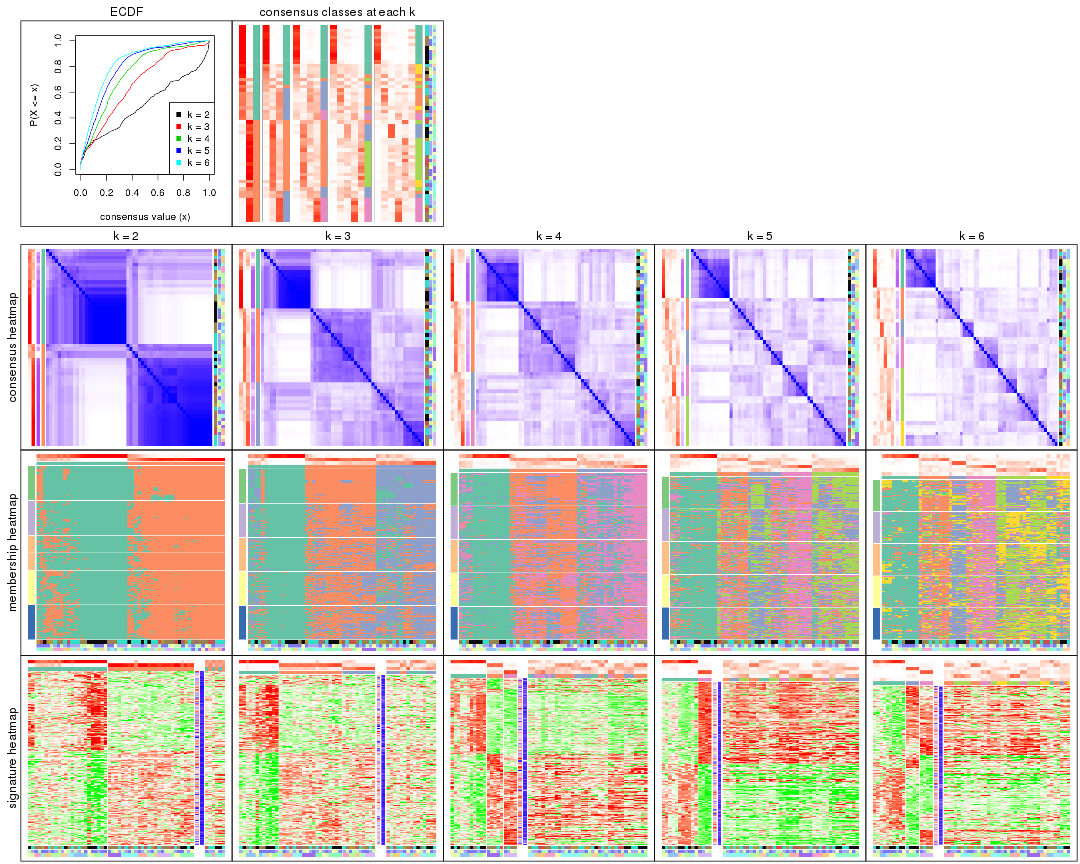 ECDF
consensus classes at each k
P(X <= x)
0.0 0.2 0.4 0.6 0.8 1.0
k = 2
k = 3
k = 4
k = 5
k = 6
0.0 0.2 0.4 0.6 0.8 1.0
consensus value (x)
k = 2
k = 3
k = 4
k = 5
k = 6
consensus heatmap
membership heatmap
signature heatmap